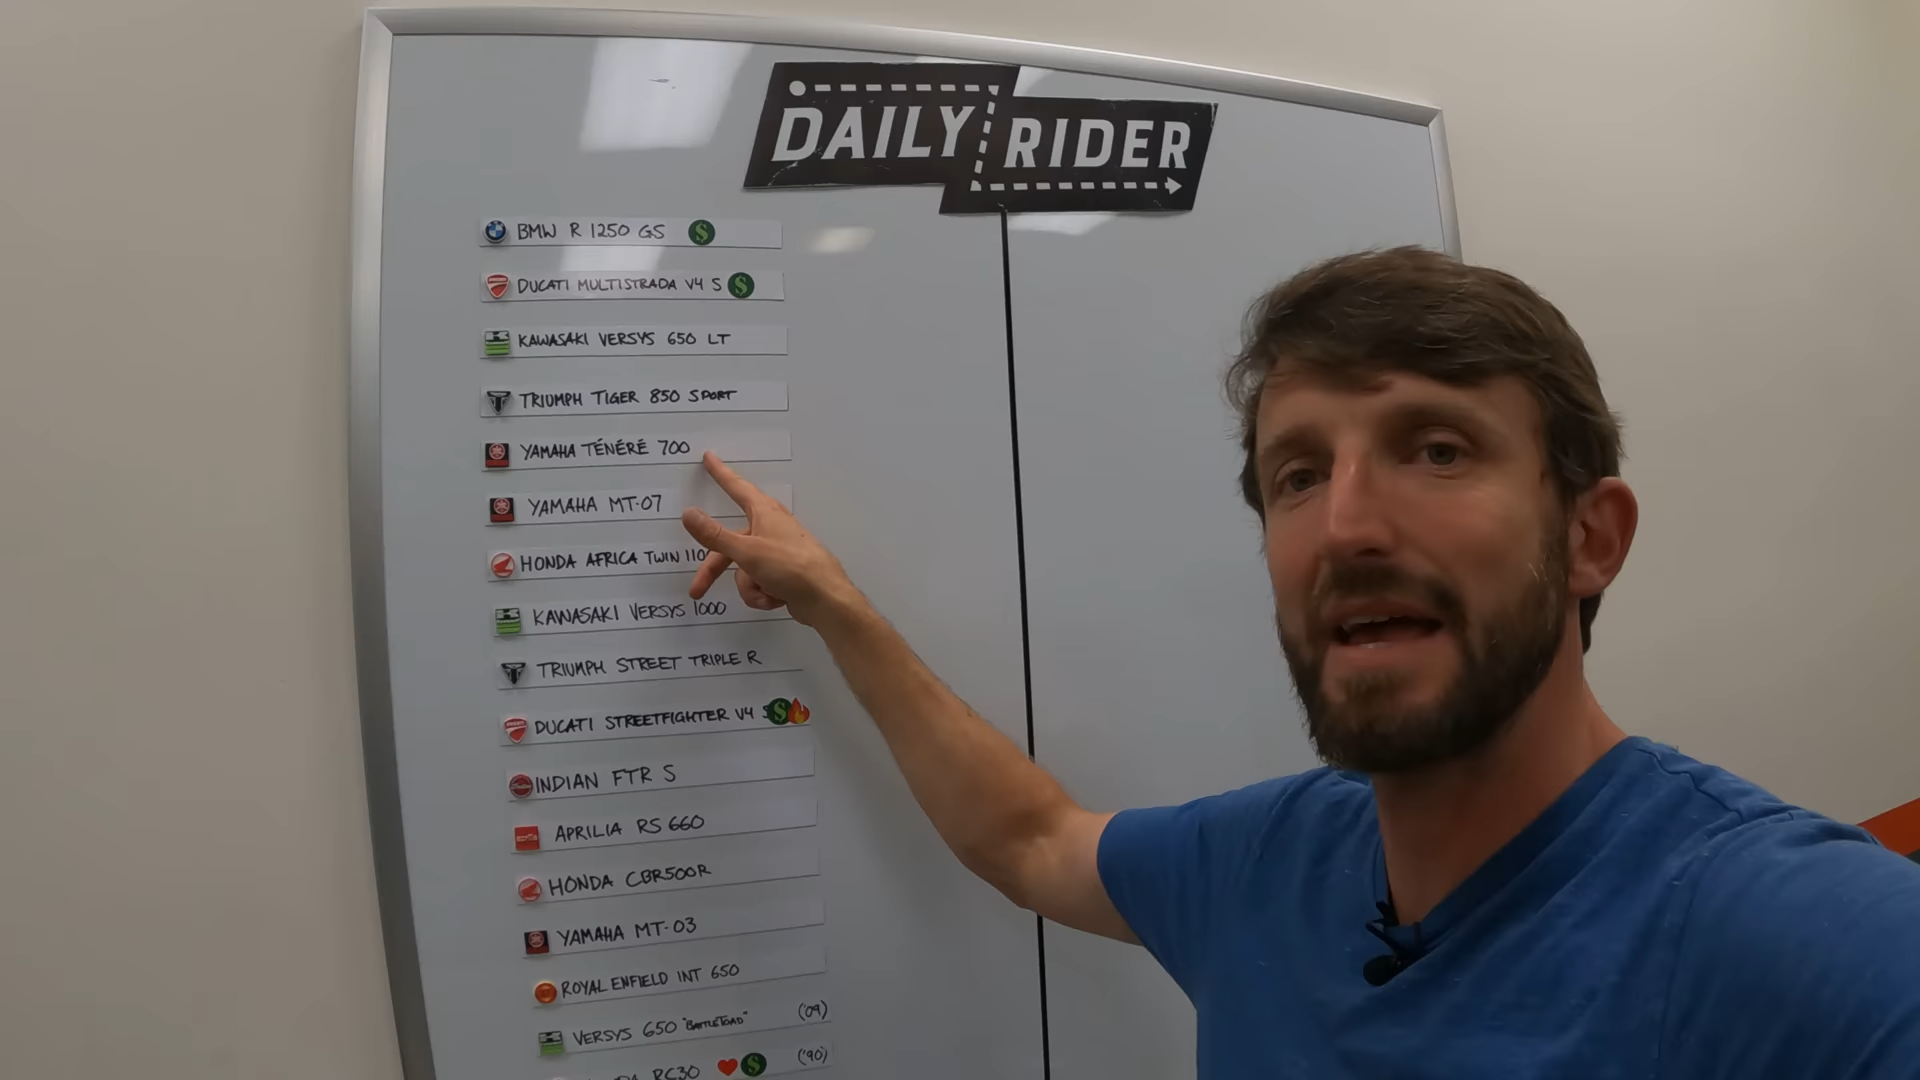 DAILY RIDER
BMW R 1250 GS $
DUCATI MULTISTRADA V4 S $
KAWASAKI VERSYS 650 LT
TRIUMPH TIGER 850 SPORT
YAMAHA TÉNÉRÉ 700
YAMAHA MT-07
HONDA AFRICA TWIN
KAWASAKI VERSYS 1000
TRIUMPH STREET TRIPLE R
DUCATI STREETFIGHTER V4 S $
INDIAN FTR S
APRILIA RS 660
HONDA CBR500R
YAMAHA MT-03
ROYAL ENFIELD INT 650
VERSYS 650 "BATTLETOAD" ('09)
RC30 $ ('90)